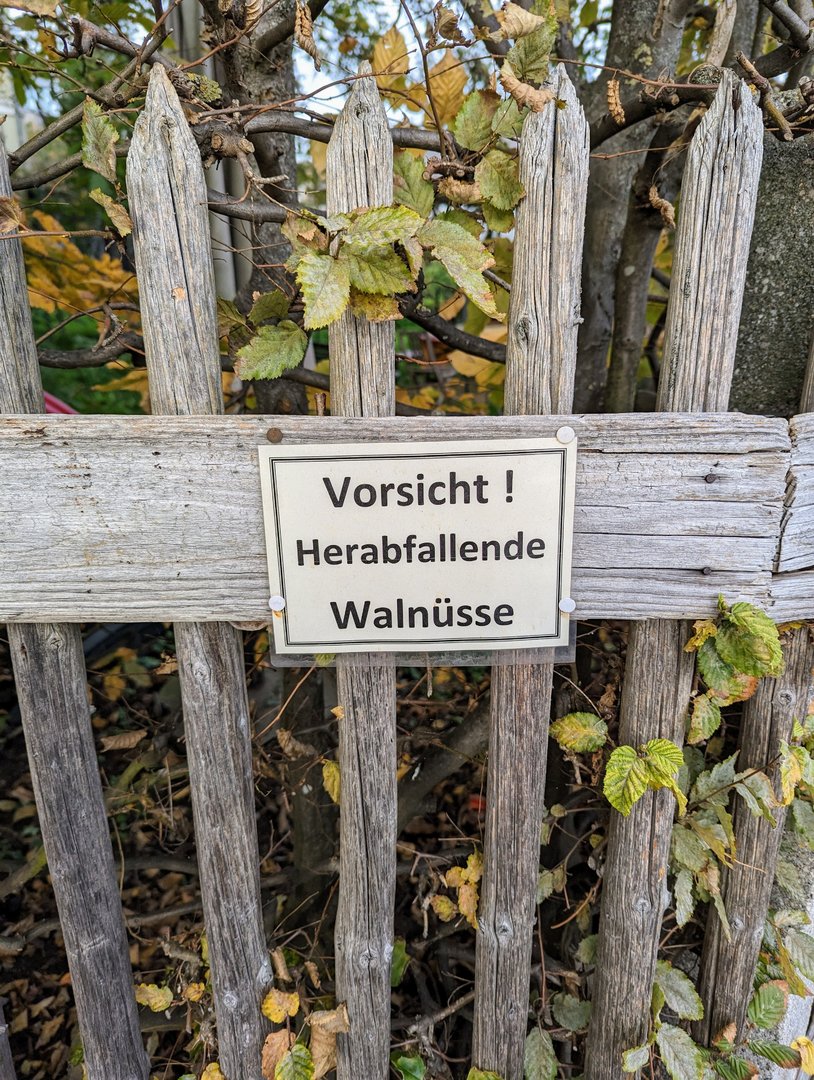 Vorsicht !
Herabfallende
Walnüsse